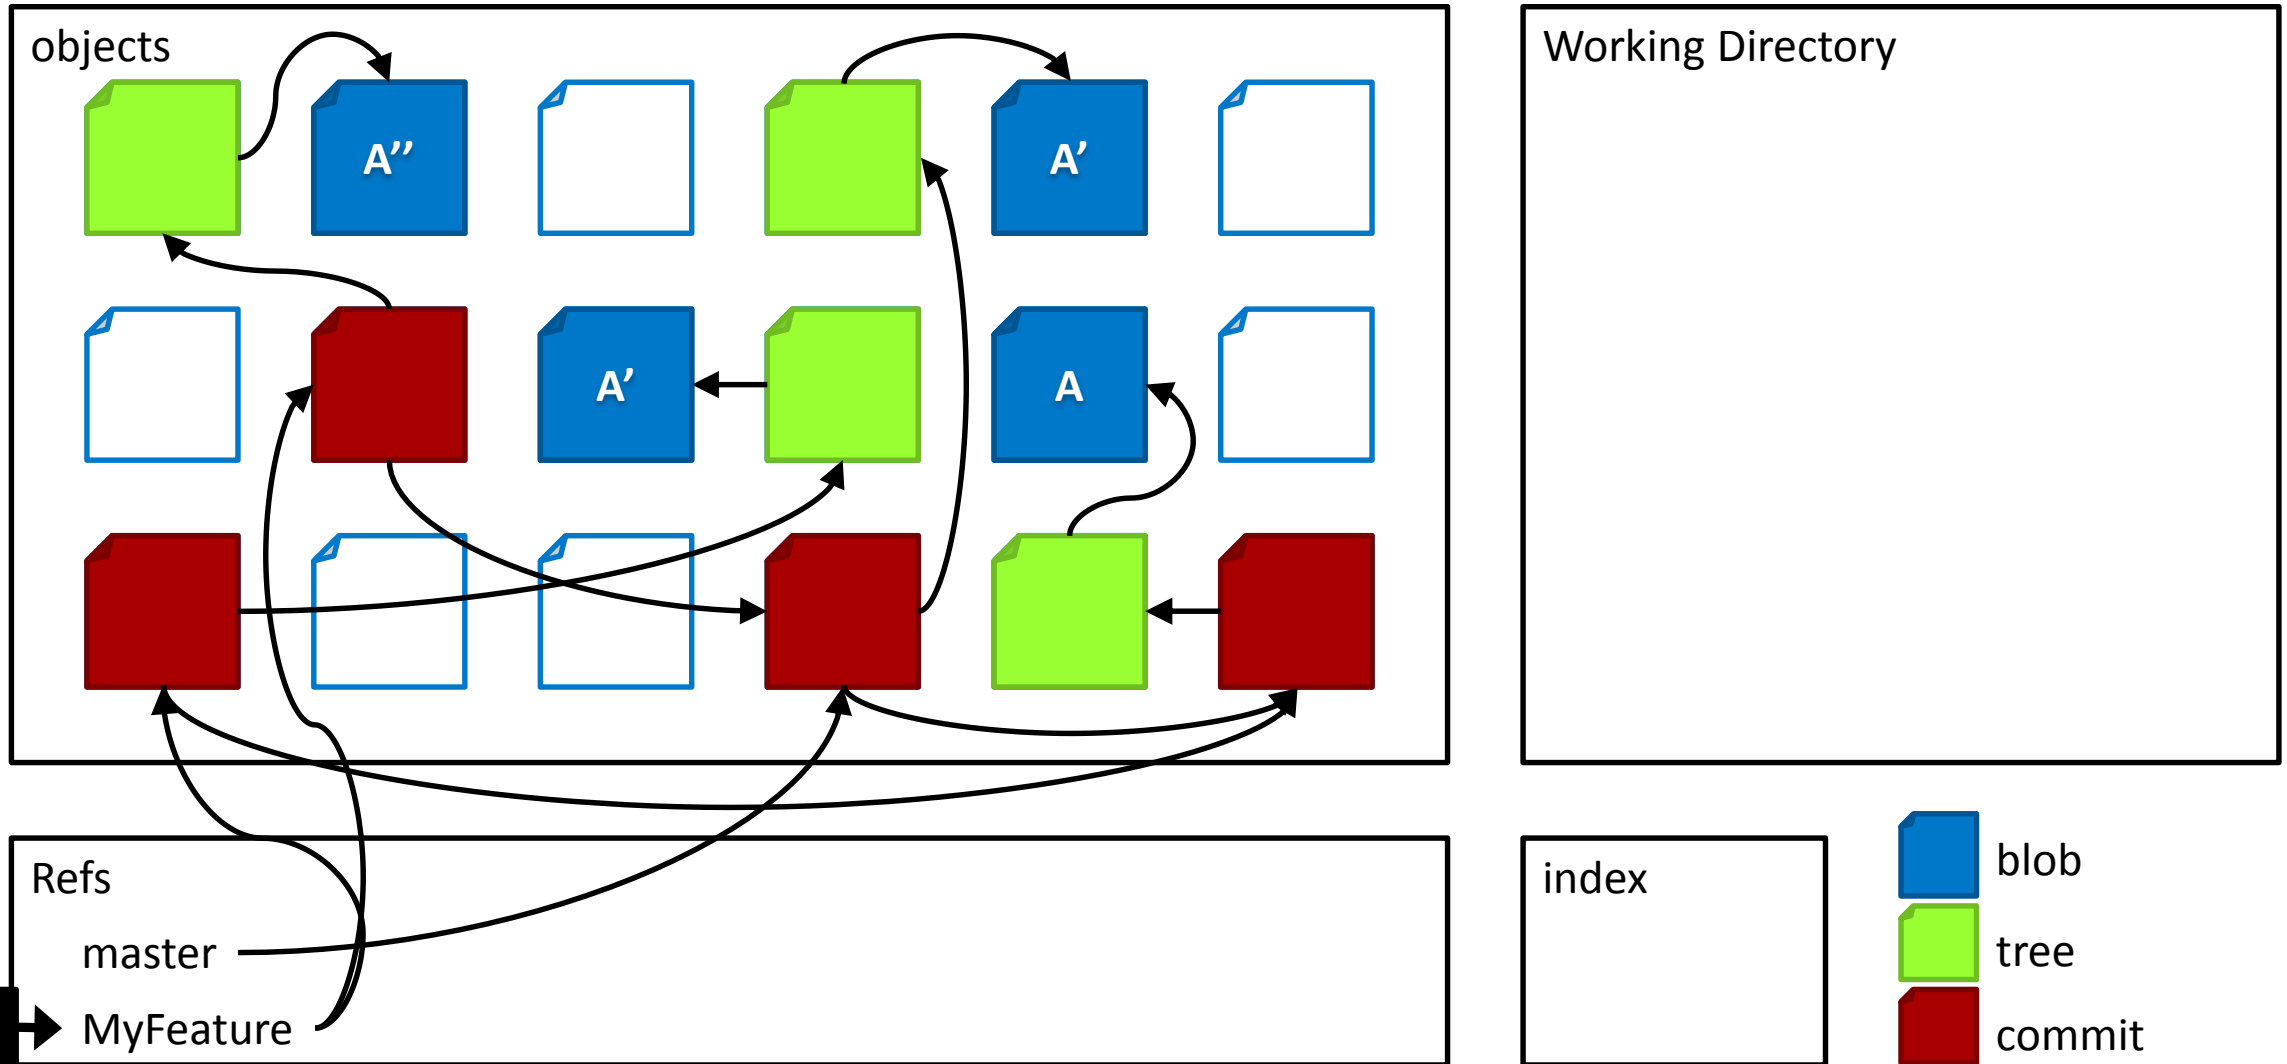 objects
Working Directory
A’’
A’
A’
A
Refs
master
MyFeature
index
blob
tree
commit